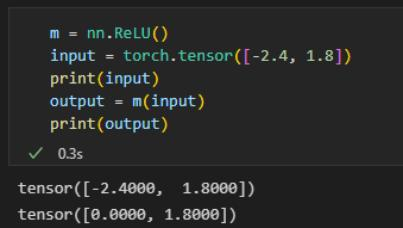 m = nn.ReLU()
input = torch.tensor([-2.4, 1.8])
print(input)
output = m(input)
print(output)
✓ 0.3s
tensor([-2.4000,  1.8000])
tensor([0.0000, 1.8000])